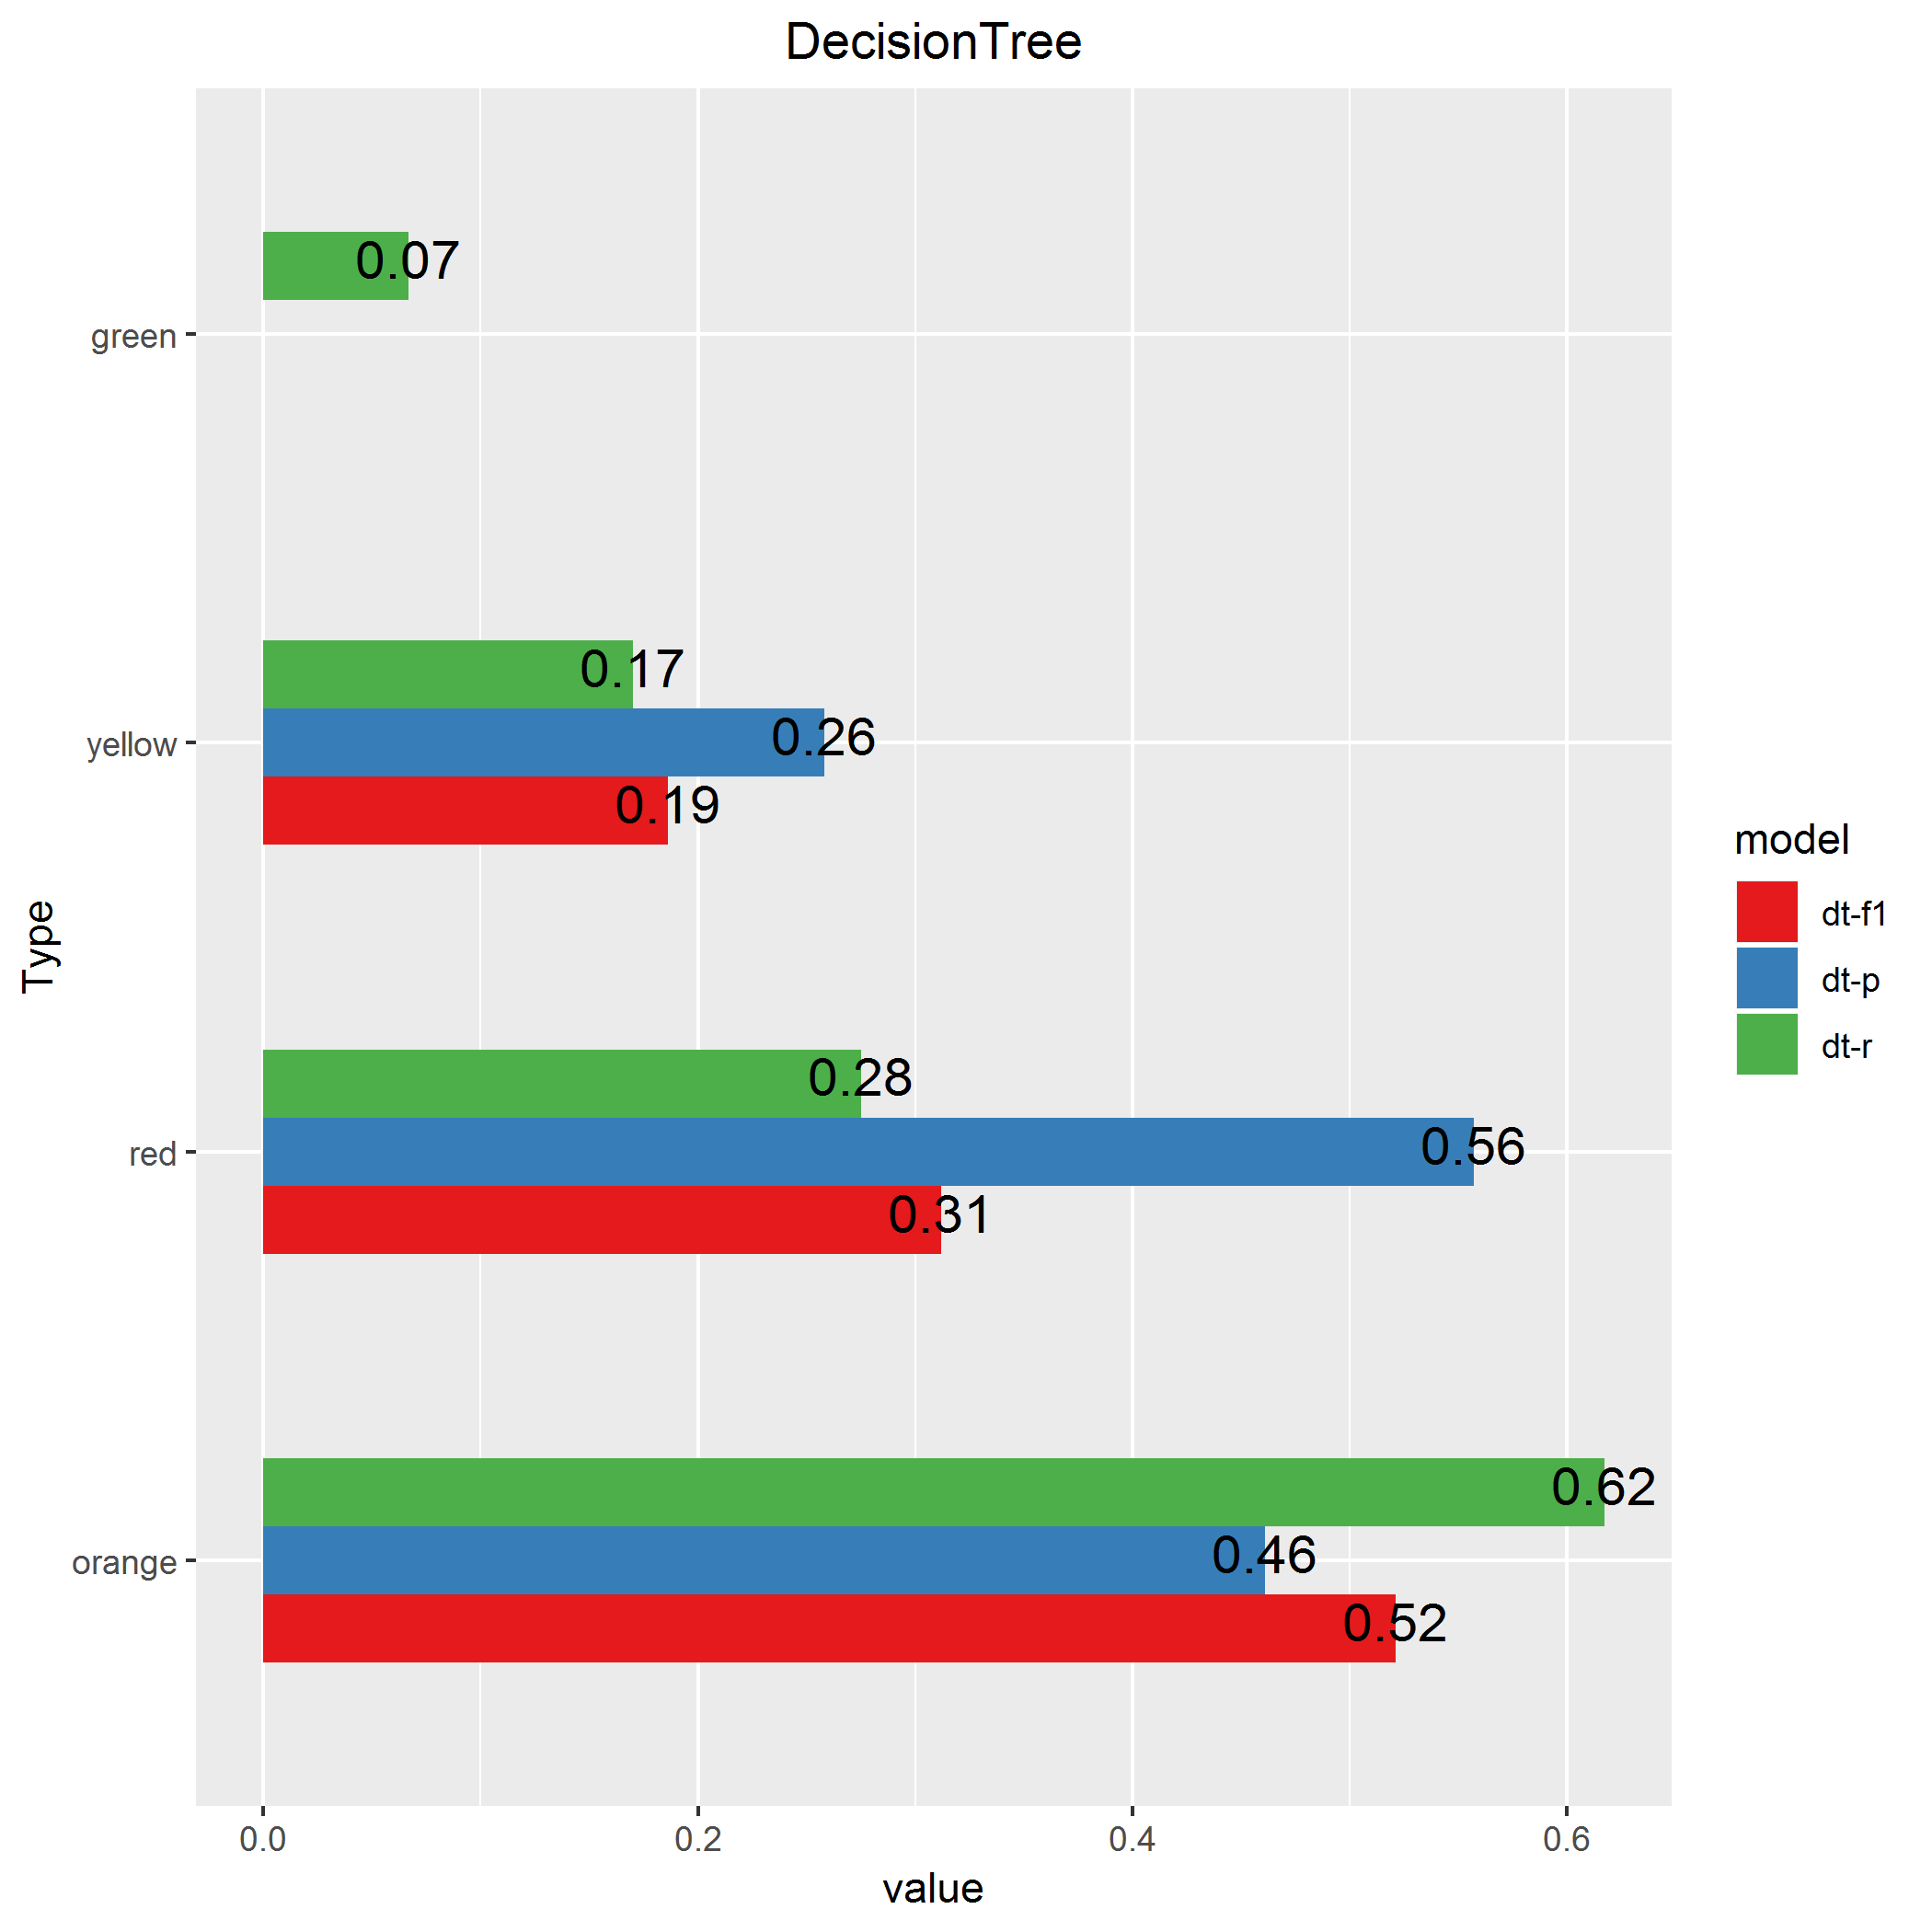 DecisionTree
0.07
green
0.17
0.26
yellow
0.19
0.28
0.56
red
0.31
0.62
0.46
orange
0.52
Type
0.0 0.2 0.4 0.6
value
model
dt-f1
dt-p
dt-r